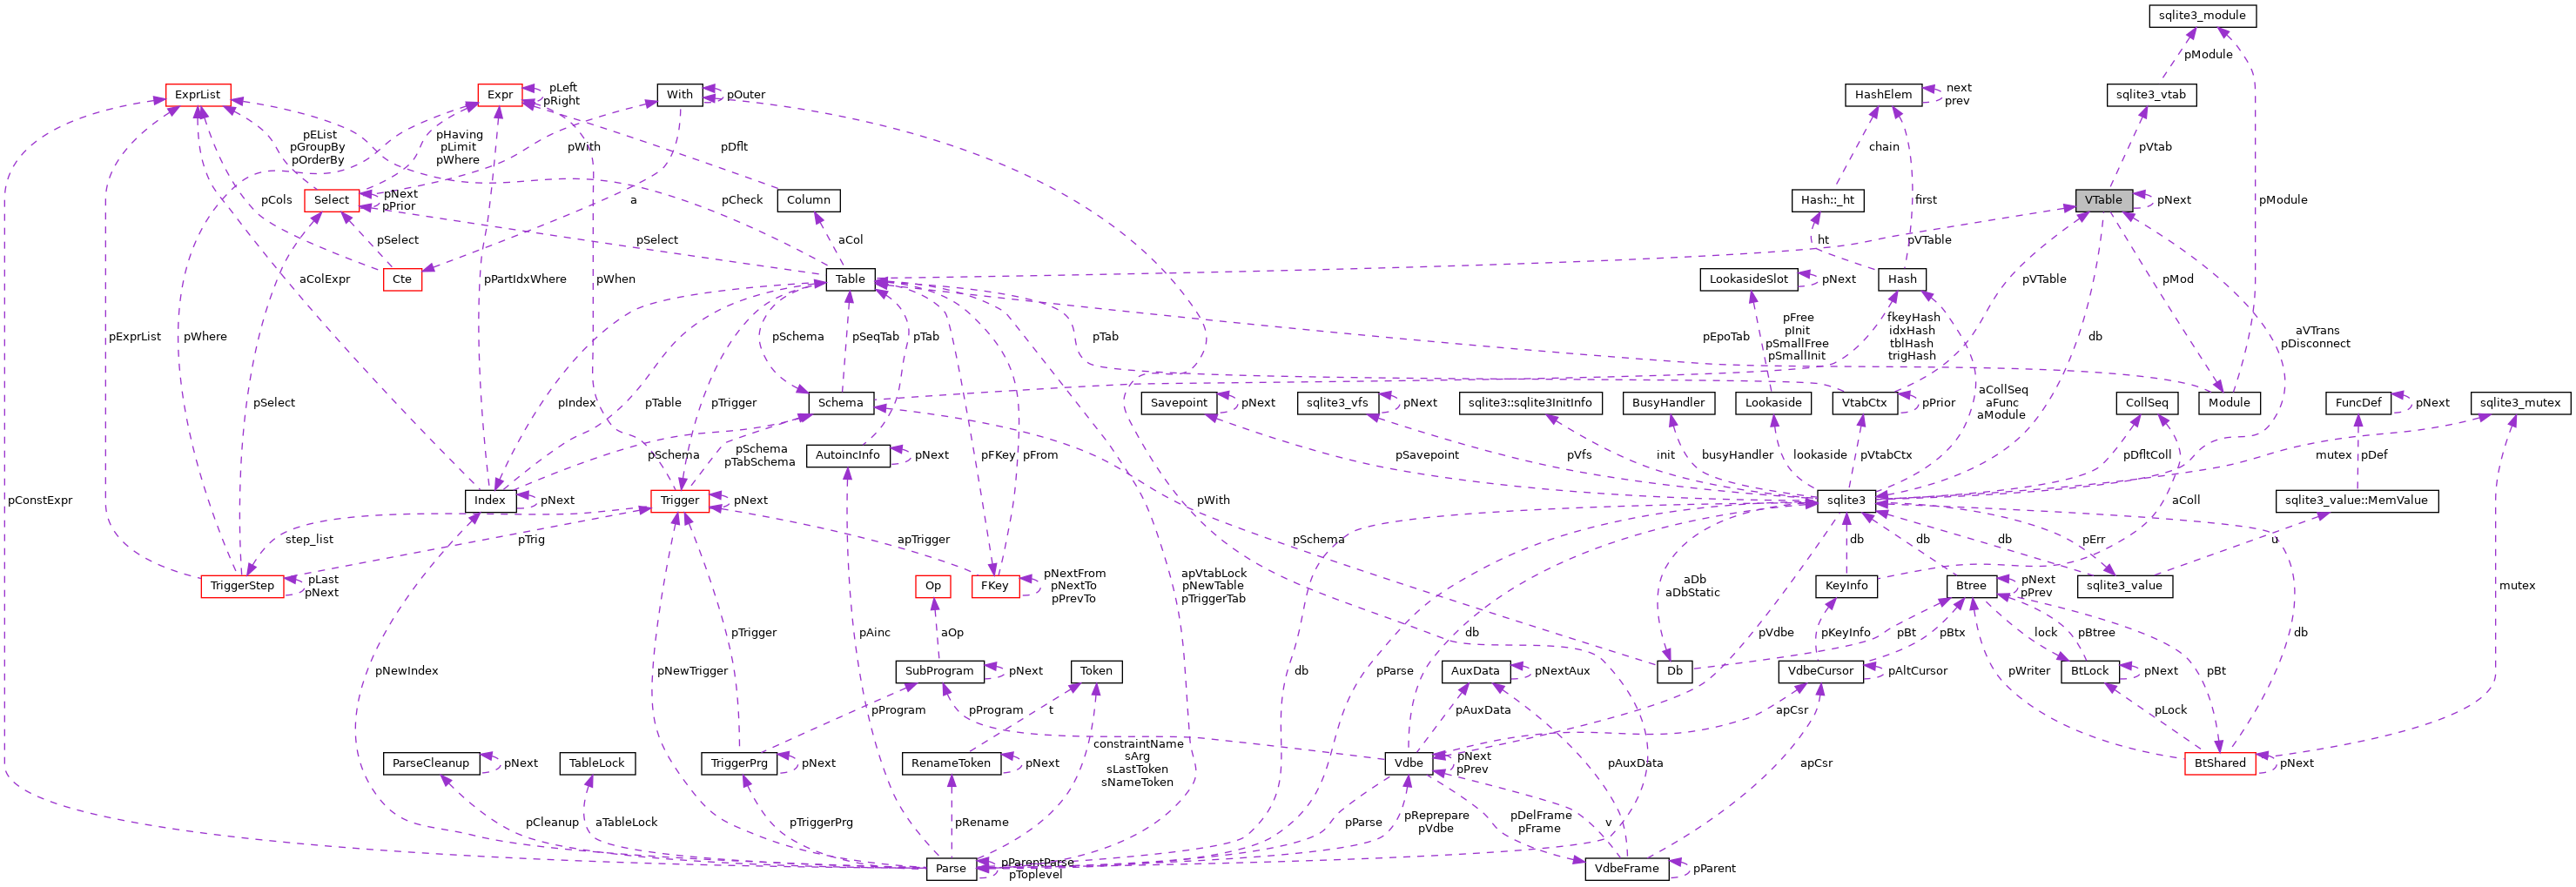 sqlite3_module
pModule
ExprList
Expr
pLeft
pRight
With
pOuter
HashElem
next
prev
sqlite3_vtab
pEList
pGroupBy
pOrderBy
pHaving
pLimit
pWhere
pWith
pDflt
chain
pVtab
Select
pNext
pPrior
pCols
a
pCheck
Column
Hash::_ht
first
VTable
pNext
pModule
pSelect
pSelect
aCol
ht
pVTable
Cte
aColExpr
pPartIdxWhere
pWhen
Table
LookasideSlot
pNext
Hash
pVTable
pMod
pExprList
pWhere
pSchema
pSeqTab
pTab
pTab
pEpoTab
pFree
pInit
pSmallFree
pSmallInit
fkeyHash
idxHash
tblHash
trigHash
db
aVTrans
pDisconnect
pSelect
pIndex
pTable
pTrigger
Schema
Savepoint
pNext
sqlite3_vfs
pNext
sqlite3::sqlite3InitInfo
BusyHandler
Lookaside
VtabCtx
pPrior
aCollSeq
aFunc
aModule
CollSeq
Module
FuncDef
pNext
sqlite3_mutex
pSchema
pSchema
pTabSchema
AutoincInfo
pNext
pFKey
pFrom
pSavepoint
pVfs
init
busyHandler
lookaside
pVtabCtx
pDfltColl
mutex
pDef
pConstExpr
Index
pNext
Trigger
pNext
pWith
sqlite3
aColl
sqlite3_value::MemValue
step_list
pTrig
apTrigger
pSchema
db
db
pErr
db
u
TriggerStep
pLast
pNext
Op
FKey
pNextFrom
pNextTo
pPrevTo
apVtabLock
pNewTable
pTriggerTab
aDb
aDbStatic
KeyInfo
Btree
pNext
pPrev
sqlite3_value
mutex
pTrigger
pAinc
aOp
db
pVdbe
pKeyInfo
pBtx
pBt
lock
pBtree
db
pNewIndex
pNewTrigger
SubProgram
pNext
Token
db
pParse
AuxData
pNextAux
Db
VdbeCursor
pAltCursor
pWriter
BtLock
pNext
pBt
pProgram
pProgram
t
pAuxData
apCsr
pLock
ParseCleanup
pNext
TableLock
TriggerPrg
pNext
RenameToken
pNext
constraintName
sArg
sLastToken
sNameToken
Vdbe
pNext
pPrev
pAuxData
apCsr
BtShared
pNext
pCleanup
aTableLock
pTriggerPrg
pRename
pParse
pReprepare
pVdbe
pDelFrame
pFrame
v
Parse
pParentParse
pToplevel
VdbeFrame
pParent